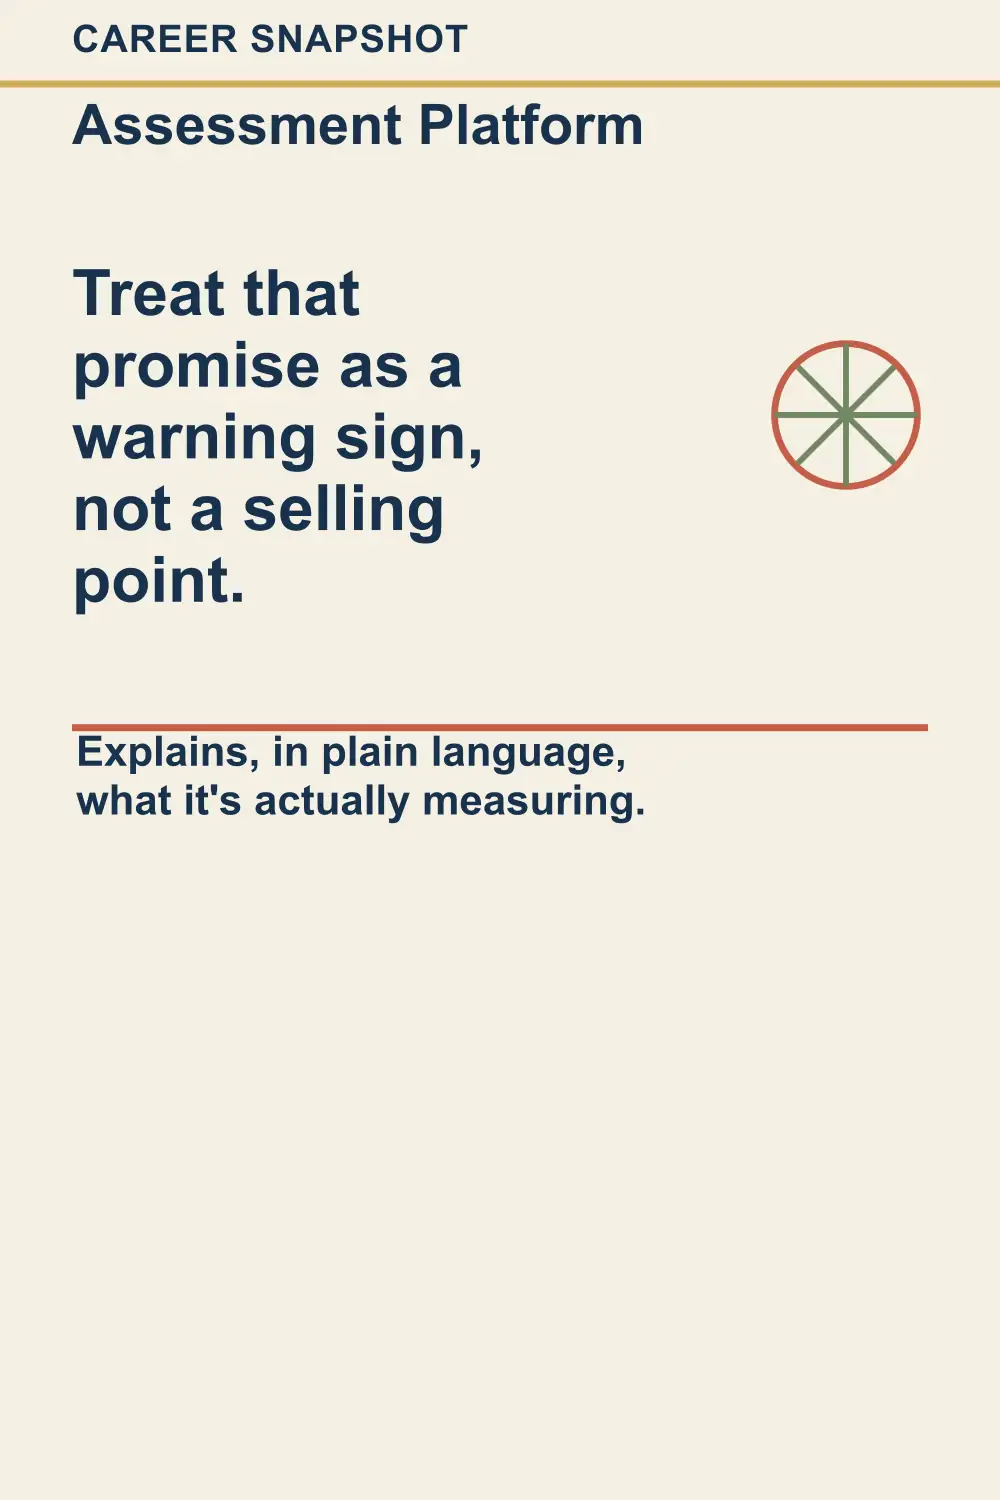 CAREER SNAPSHOT
Assessment Platform
Treat that
promise as a
warning sign,
not a selling
point.
Explains, in plain language,
what it's actually measuring.